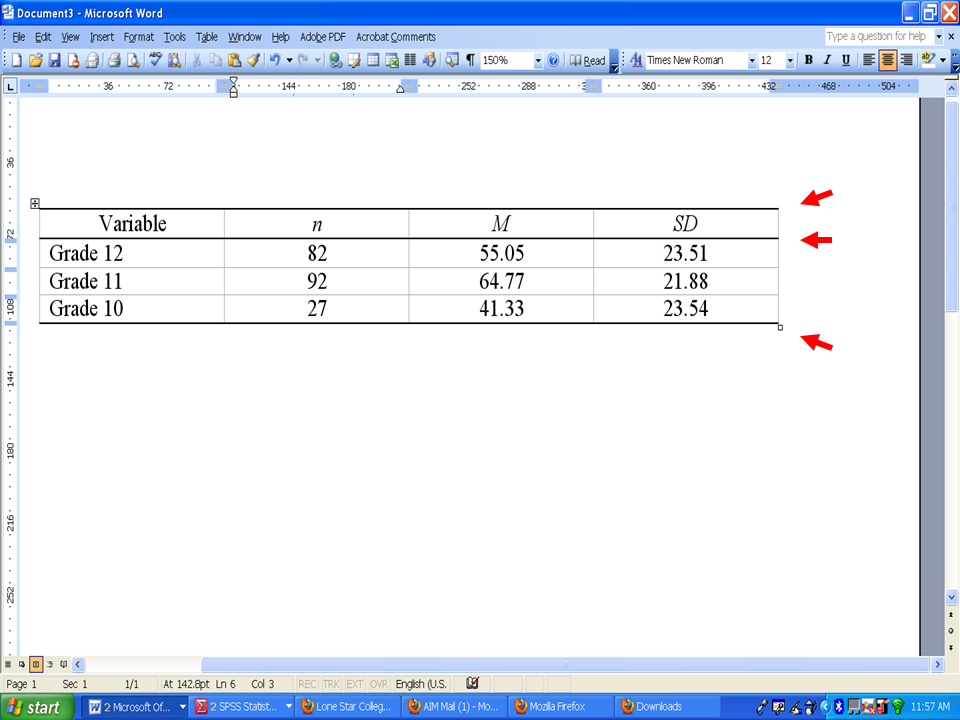 Document3 - Microsoft Word
File Edit View Insert Format Tools Table Window Help Adobe PDF Acrobat Comments Type a question for help
150% Read Times New Roman 12 B I U
L 36 72 144 180 252 288 3 360 396 432 468 504
36
72
108
144
180
216
252
Variable n M SD
Grade 12 82 55.05 23.51
Grade 11 92 64.77 21.88
Grade 10 27 41.33 23.54
Page 1 Sec 1 1/1 At 142.8pt Ln 6 Col 3 REC TRK EXT OVR English (U.S.
start 2 Microsoft Of... 2 SPSS Statist... Lone Star Colleg... AIM Mail (1) - Mo... Mozilla Firefox Downloads 11:57 AM